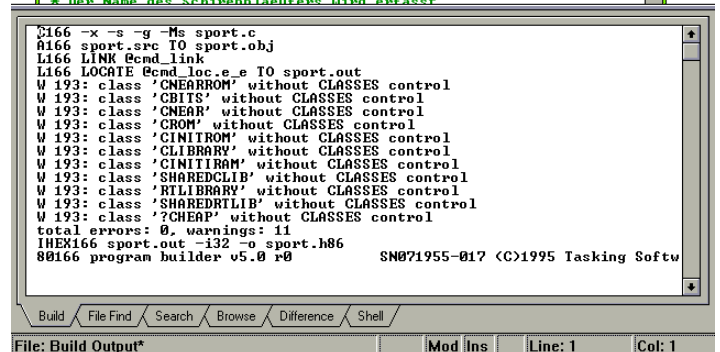 * Der Name des Schirenblaeuters wird erfasst
C166 -x -s -g -Ms sport.c
A166 sport.src TO sport.obj
L166 LINK @cmd_link
L166 LOCATE @cmd_loc.e_e TO sport.out
W 193: class 'CNEARROM' without CLASSES control
W 193: class 'CBITS' without CLASSES control
W 193: class 'CNEAR' without CLASSES control
W 193: class 'CROM' without CLASSES control
W 193: class 'CINITROM' without CLASSES control
W 193: class 'CLIBRARY' without CLASSES control
W 193: class 'CINITIRAM' without CLASSES control
W 193: class 'SHAREDCLIB' without CLASSES control
W 193: class 'RTLIBRARY' without CLASSES control
W 193: class 'SHAREDRTLIB' without CLASSES control
W 193: class '?CHEAP' without CLASSES control
total errors: 0, warnings: 11
IHEX166 sport.out -i32 -o sport.h86
80166 program builder v5.0 r0 SN071955-017 (C)1995 Tasking Softw
Build File Find Search Browse Difference Shell
File: Build Output* Mod Ins Line: 1 Col: 1